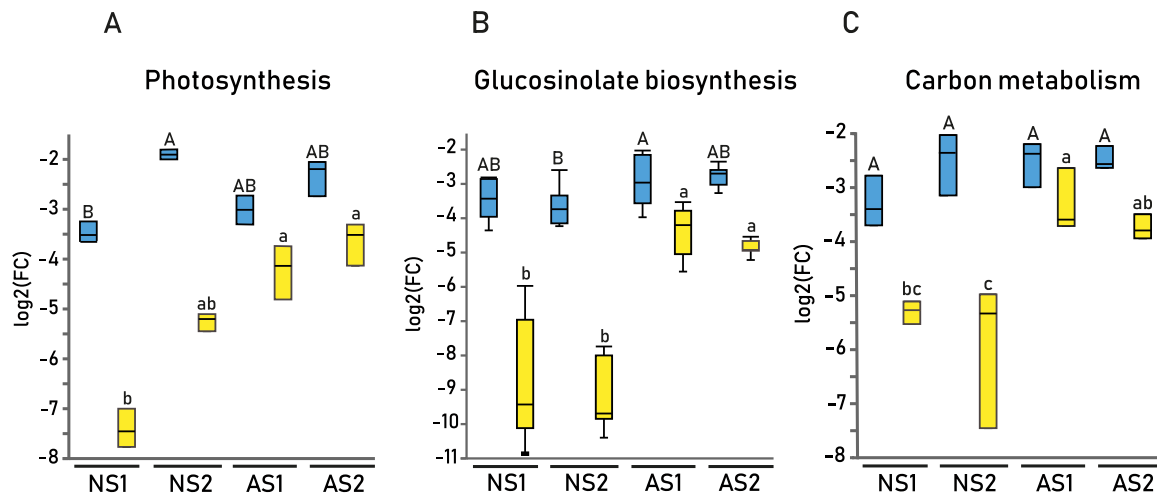 A
Photosynthesis
log2(FC)
−2
−3
−4
−5
−6
−7
−8
B
b
A
ab
AB
a
AB
a
NS1 NS2 AS1 AS2
B
Glucosinolate biosynthesis
log2(FC)
−2
−3
−4
−5
−6
−7
−8
−9
−10
−11
AB
b
B
b
A
a
AB
a
NS1 NS2 AS1 AS2
C
Carbon metabolism
log2(FC)
−2
−3
−4
−5
−6
−7
−8
A
bc
A
c
A
a
A
ab
NS1 NS2 AS1 AS2